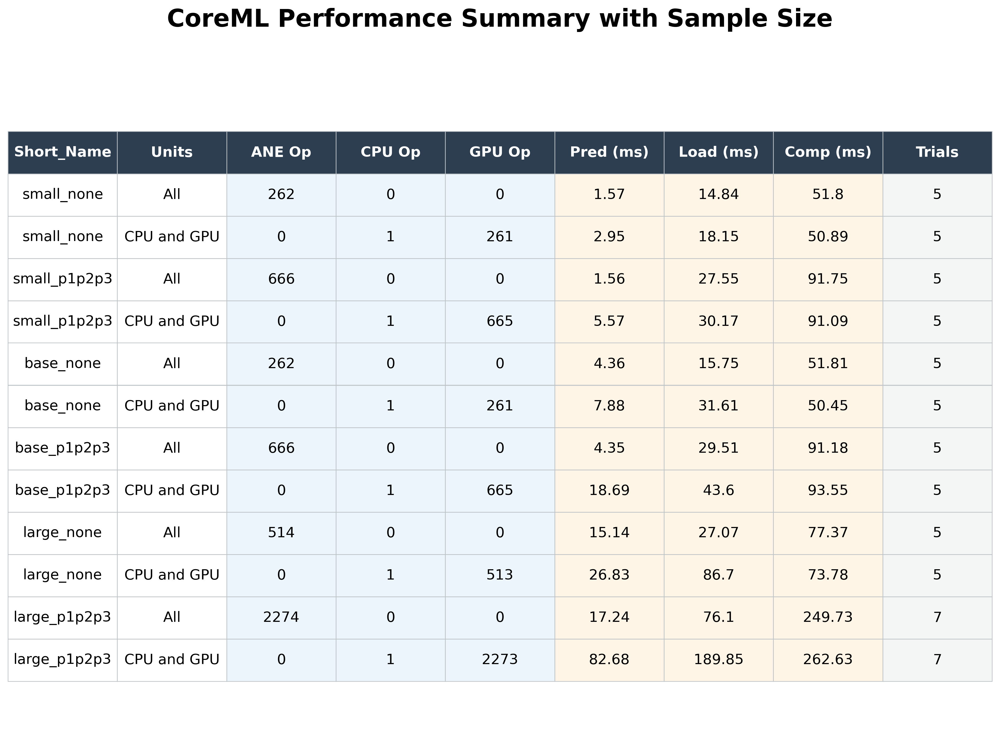 CoreML Performance Summary with Sample Size
Short_Name Units ANE Op CPU Op GPU Op Pred (ms) Load (ms) Comp (ms) Trials
small_none All 262 0 0 1.57 14.84 51.8 5
small_none CPU and GPU 0 1 261 2.95 18.15 50.89 5
small_p1p2p3 All 666 0 0 1.56 27.55 91.75 5
small_p1p2p3 CPU and GPU 0 1 665 5.57 30.17 91.09 5
base_none All 262 0 0 4.36 15.75 51.81 5
base_none CPU and GPU 0 1 261 7.88 31.61 50.45 5
base_p1p2p3 All 666 0 0 4.35 29.51 91.18 5
base_p1p2p3 CPU and GPU 0 1 665 18.69 43.6 93.55 5
large_none All 514 0 0 15.14 27.07 77.37 5
large_none CPU and GPU 0 1 513 26.83 86.7 73.78 5
large_p1p2p3 All 2274 0 0 17.24 76.1 249.73 7
large_p1p2p3 CPU and GPU 0 1 2273 82.68 189.85 262.63 7